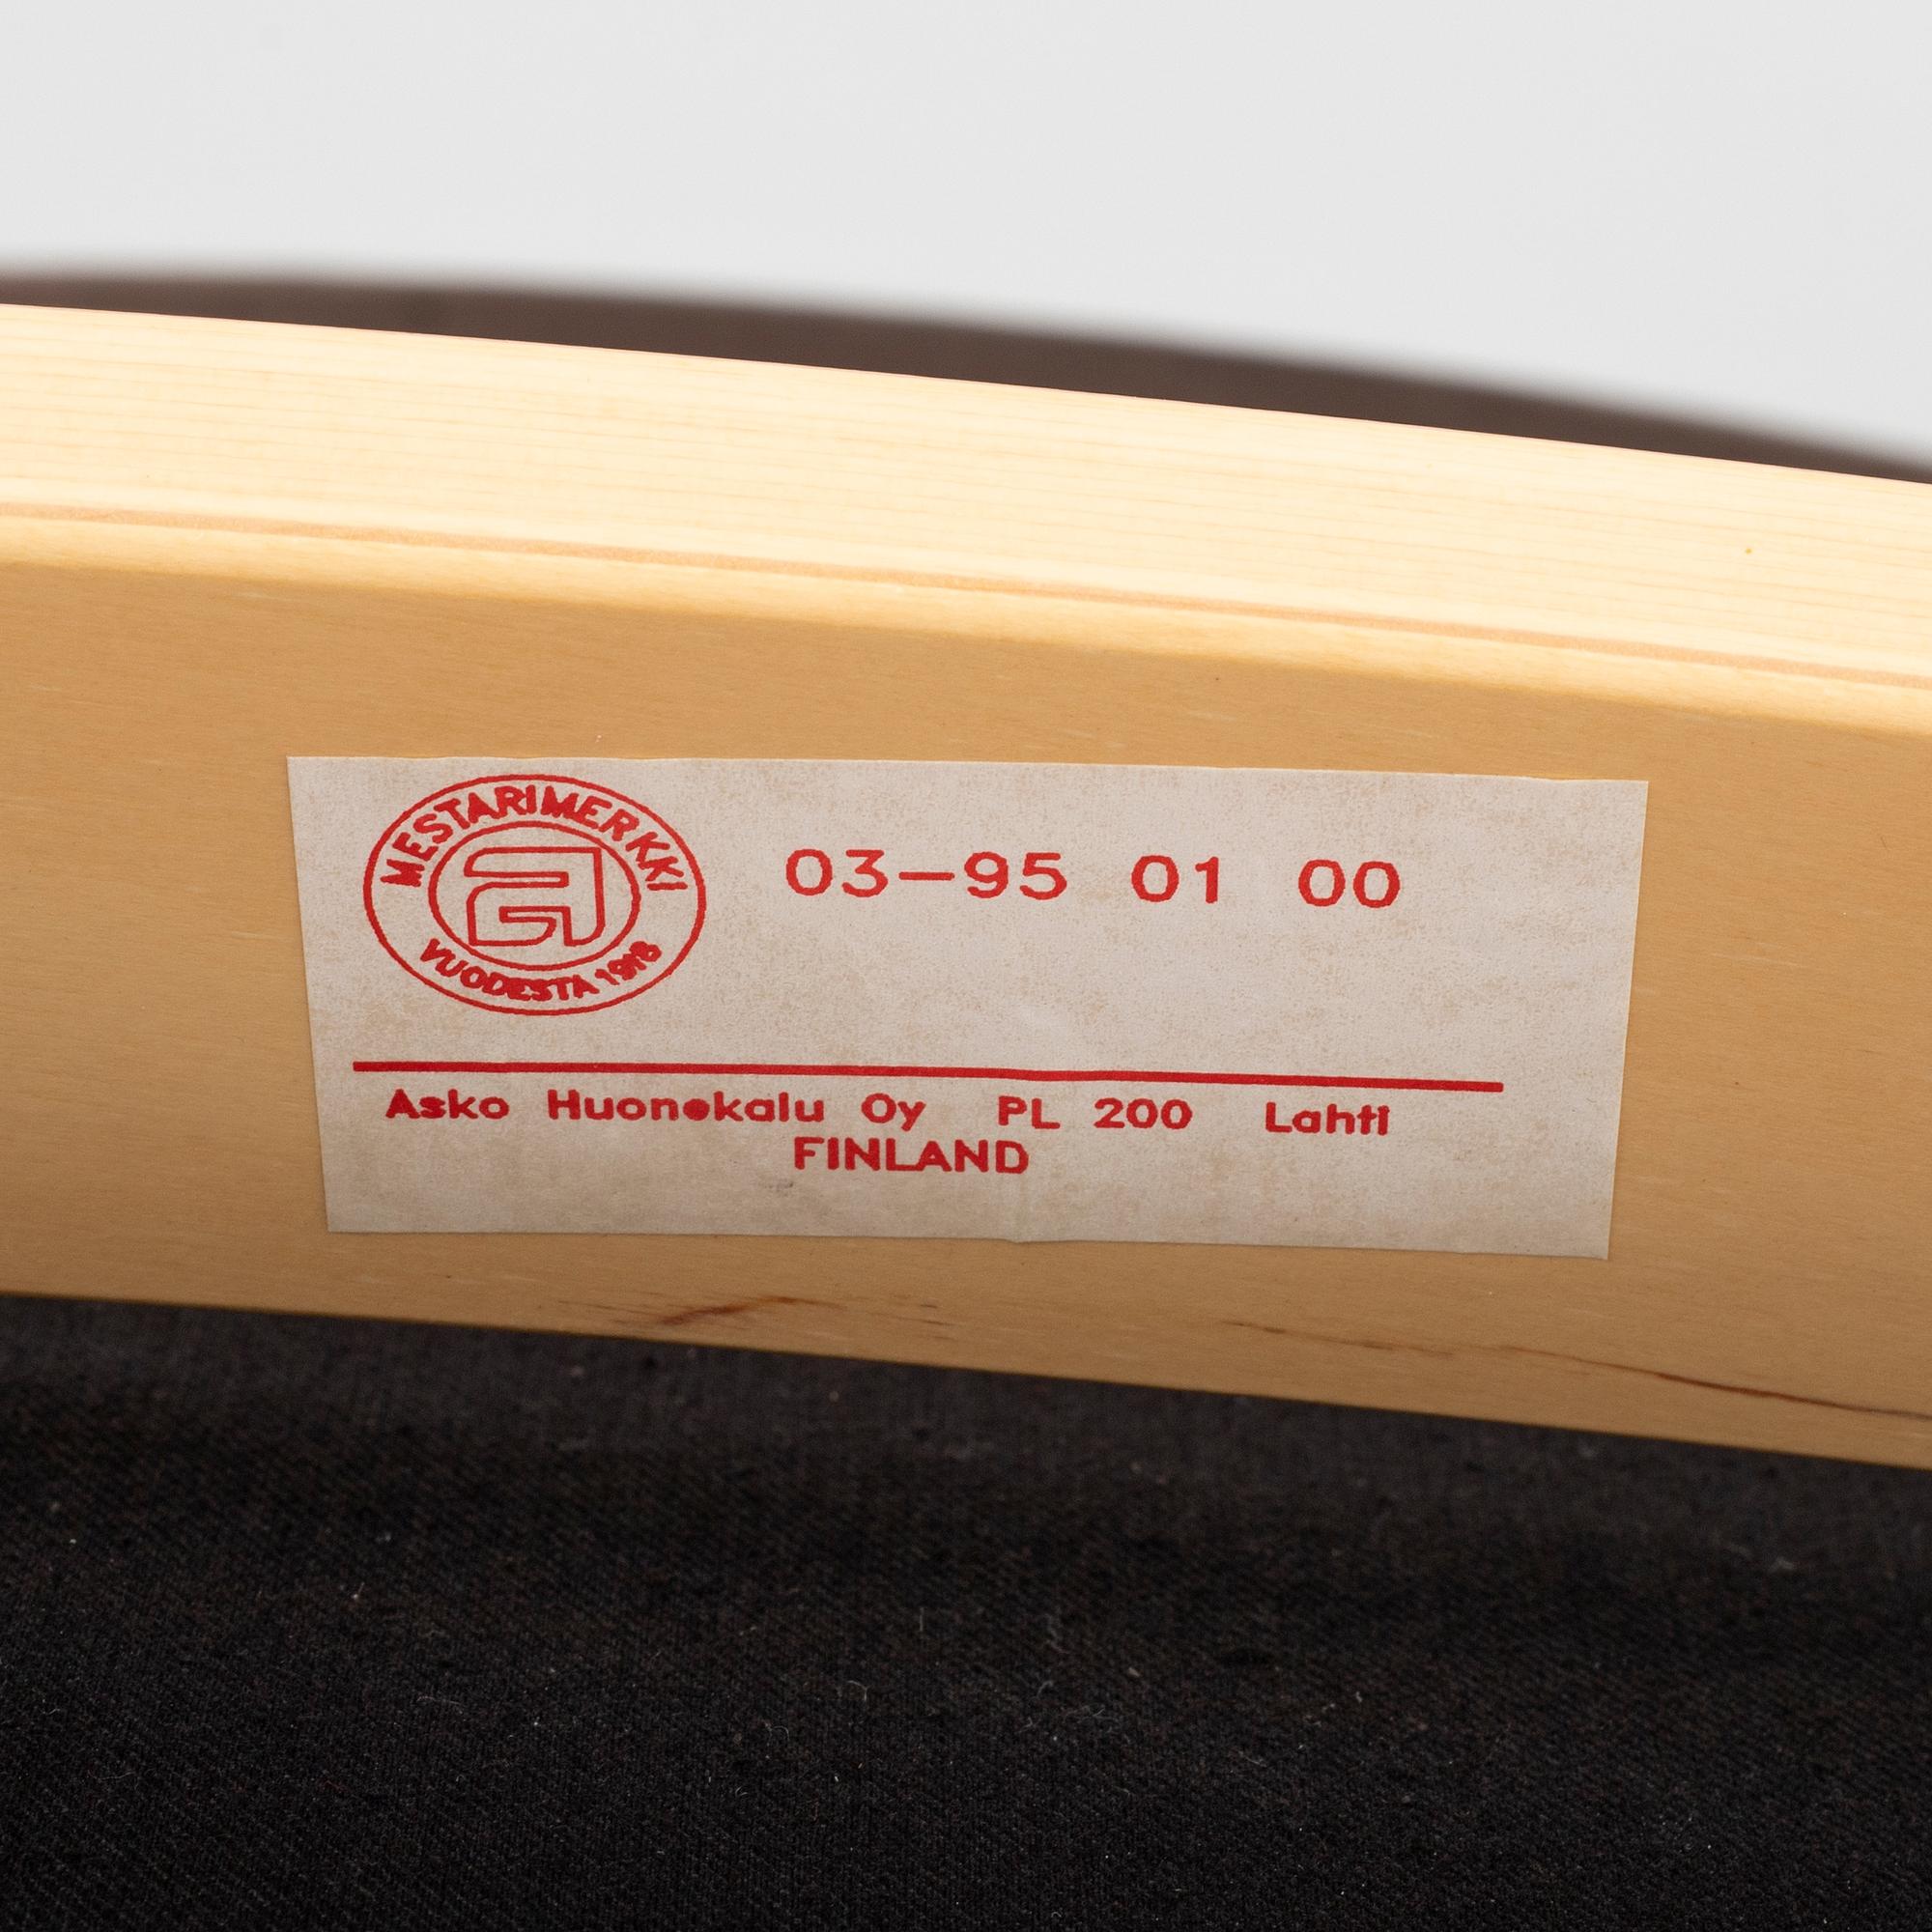 MESTARIMERKKI
VUODESTA 1918
03-95 01 00
Asko Huonekalu Oy PL 200 Lahti
FINLAND